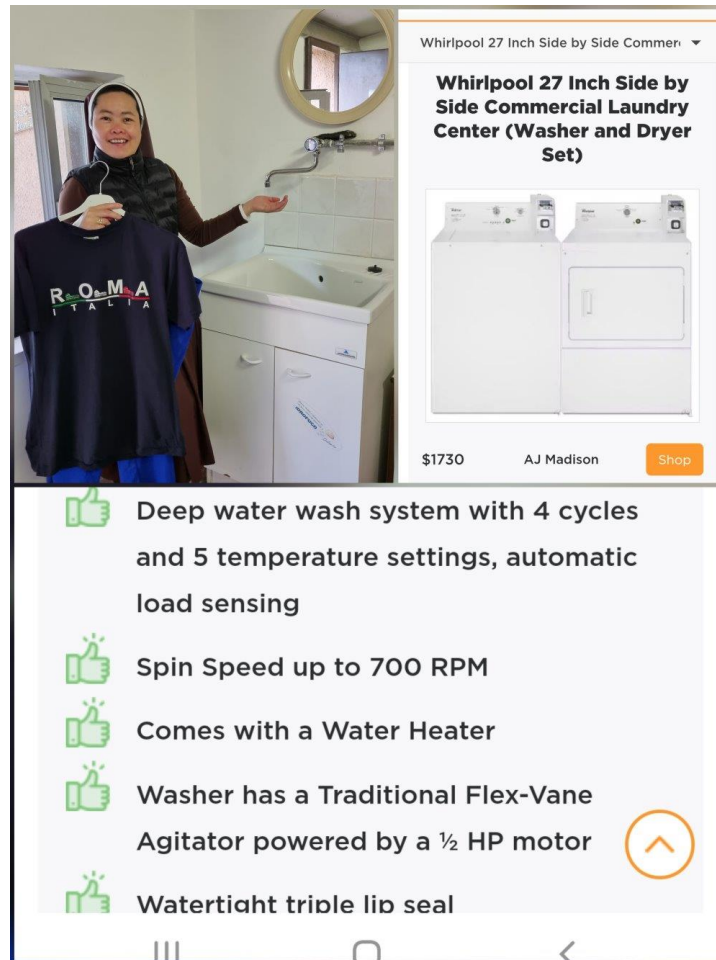 R O M A
I T A L I A
Whirlpool 27 Inch Side by Side Commer
Whirlpool 27 Inch Side by
Side Commercial Laundry
Center (Washer and Dryer
Set)
$1730
AJ Madison
Shop
Deep water wash system with 4 cycles
and 5 temperature settings, automatic
load sensing
Spin Speed up to 700 RPM
Comes with a Water Heater
Washer has a Traditional Flex-Vane
Agitator powered by a ½ HP motor
Watertight triple lip seal